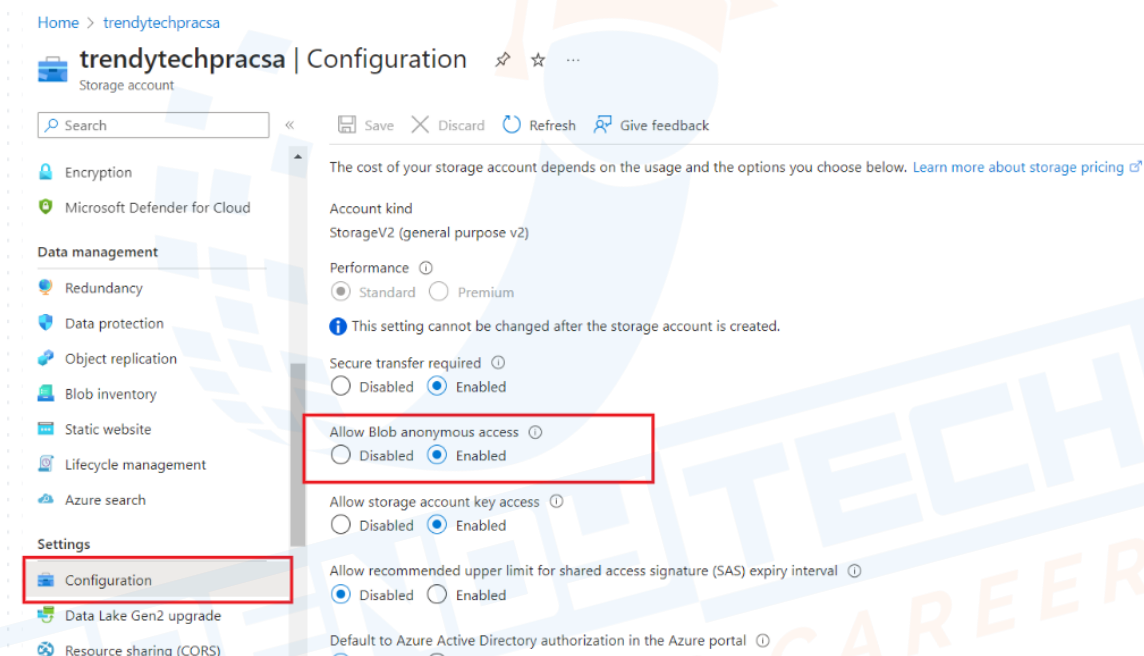 Home > trendytechpracsa
trendytechpracsa | Configuration ...
Storage account
Search «
Save Discard Refresh Give feedback
Encryption
Microsoft Defender for Cloud
Data management
Redundancy
Data protection
Object replication
Blob inventory
Static website
Lifecycle management
Azure search
Settings
Configuration
Data Lake Gen2 upgrade
Resource sharing (CORS)
The cost of your storage account depends on the usage and the options you choose below. Learn more about storage pricing
Account kind
StorageV2 (general purpose v2)
Performance
Standard Premium
This setting cannot be changed after the storage account is created.
Secure transfer required
Disabled Enabled
Allow Blob anonymous access
Disabled Enabled
Allow storage account key access
Disabled Enabled
Allow recommended upper limit for shared access signature (SAS) expiry interval
Disabled Enabled
Default to Azure Active Directory authorization in the Azure portal